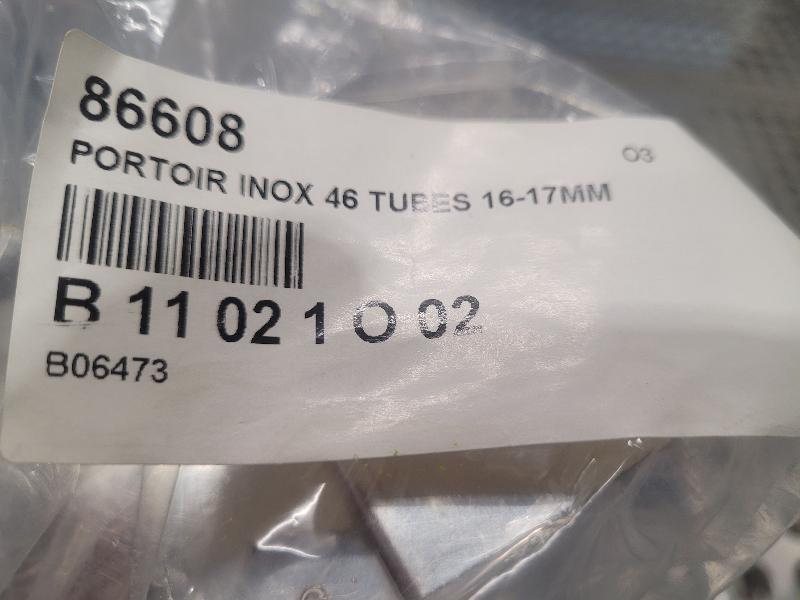 86608
O3
PORTOIR INOX 46 TUBES 16-17MM
B 11 02 1 O 02
B06473